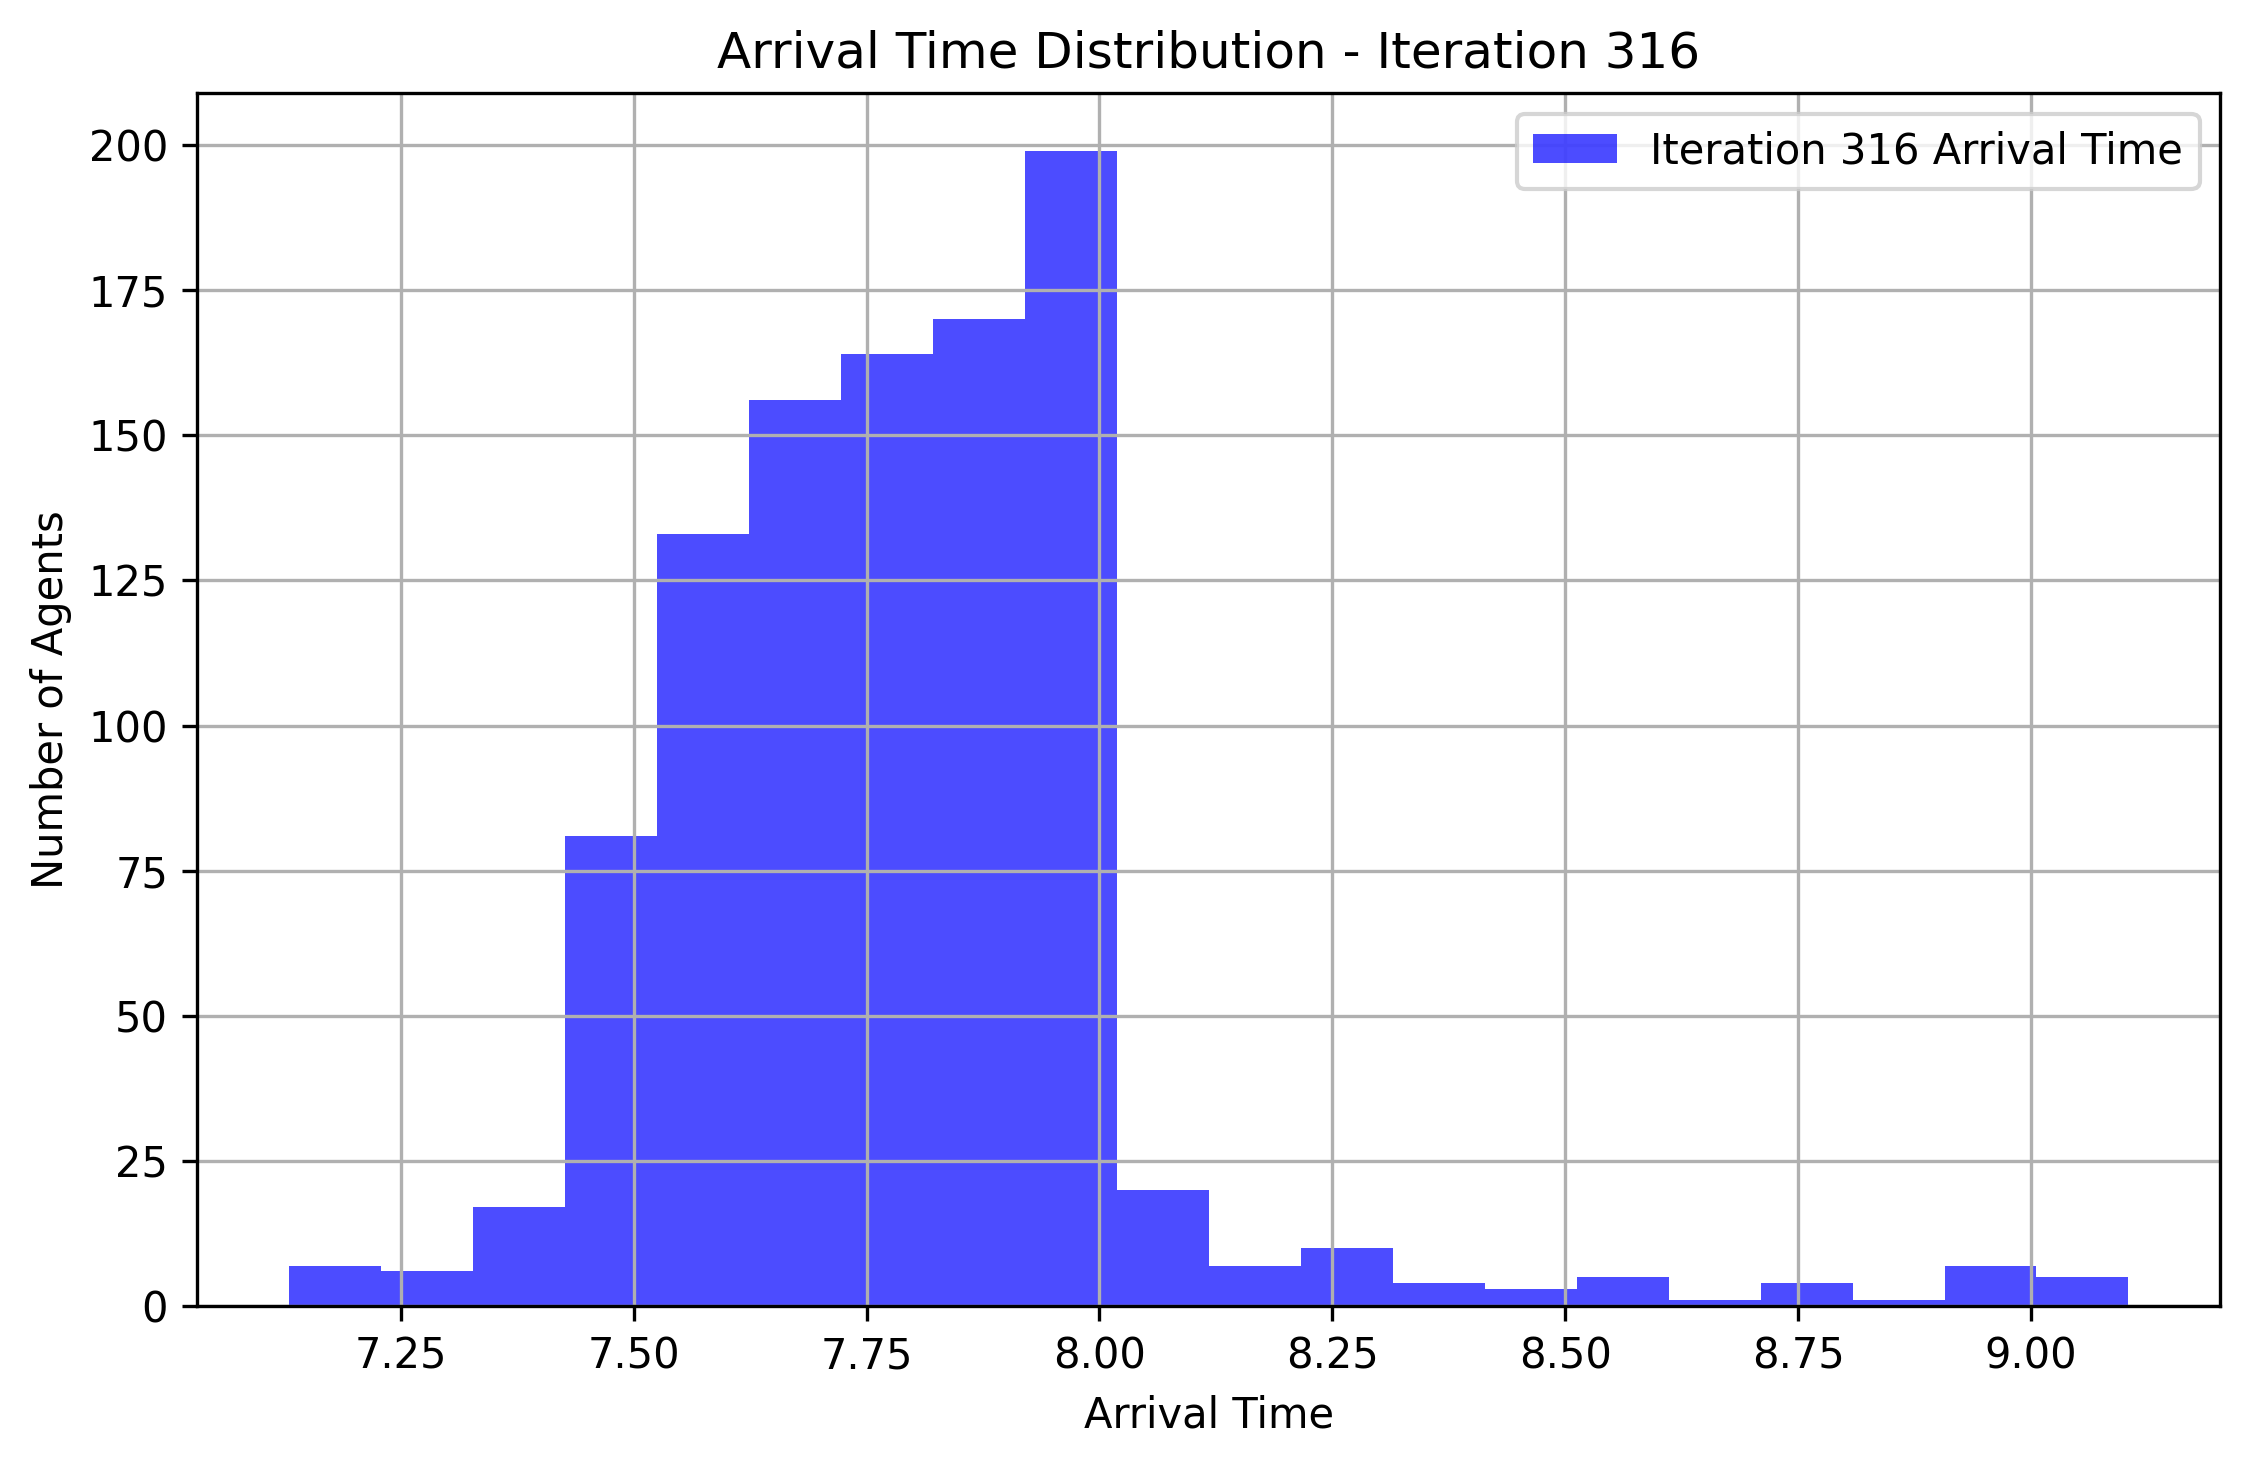 Arrival Time Distribution - Iteration 316
Iteration 316 Arrival Time
Number of Agents
200
175
150
125
100
75
50
25
0
7.25 7.50 7.75 8.00 8.25 8.50 8.75 9.00
Arrival Time